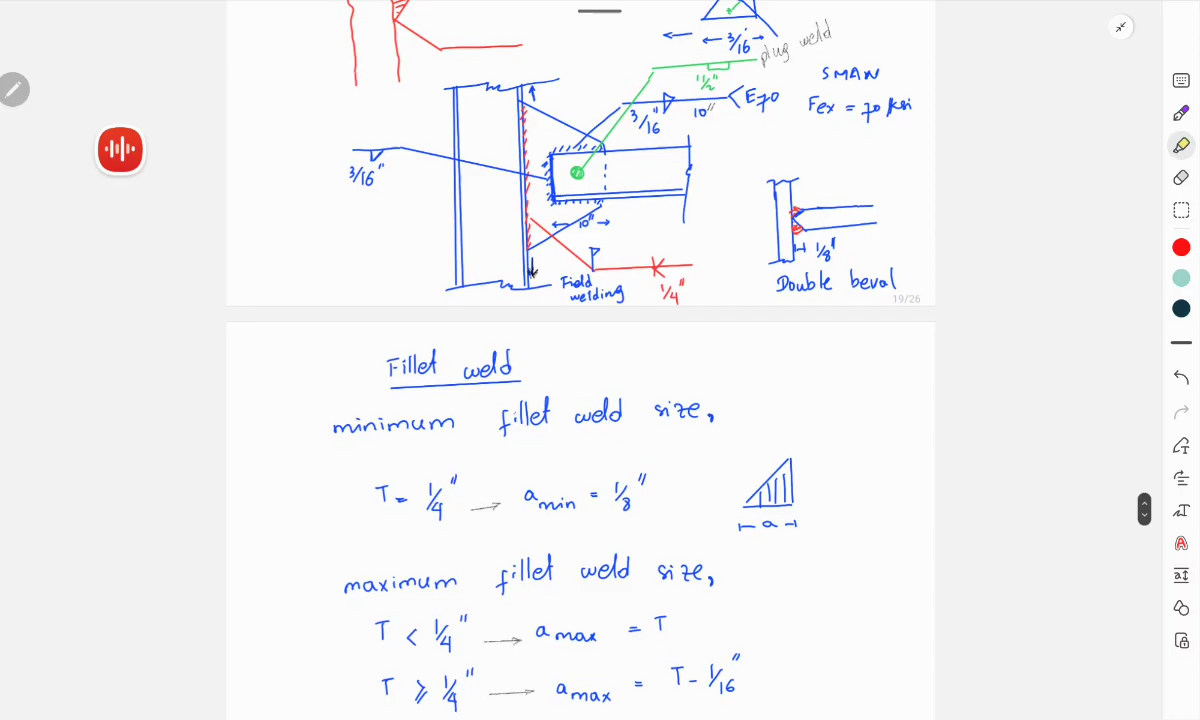 3/16
plug weld
1 1/2"
SMAW
E70
Fex = 70 ksi
3/16"
10"
3/16"
10"
1/8"
Field
welding
1/4"
Double beval
19/26
Fillet weld
minimum fillet weld size,
T = 1/4" → a min = 1/8"
a
maximum fillet weld size,
T < 1/4" → a max = T
T ≥ 1/4" → a max = T - 1/16"